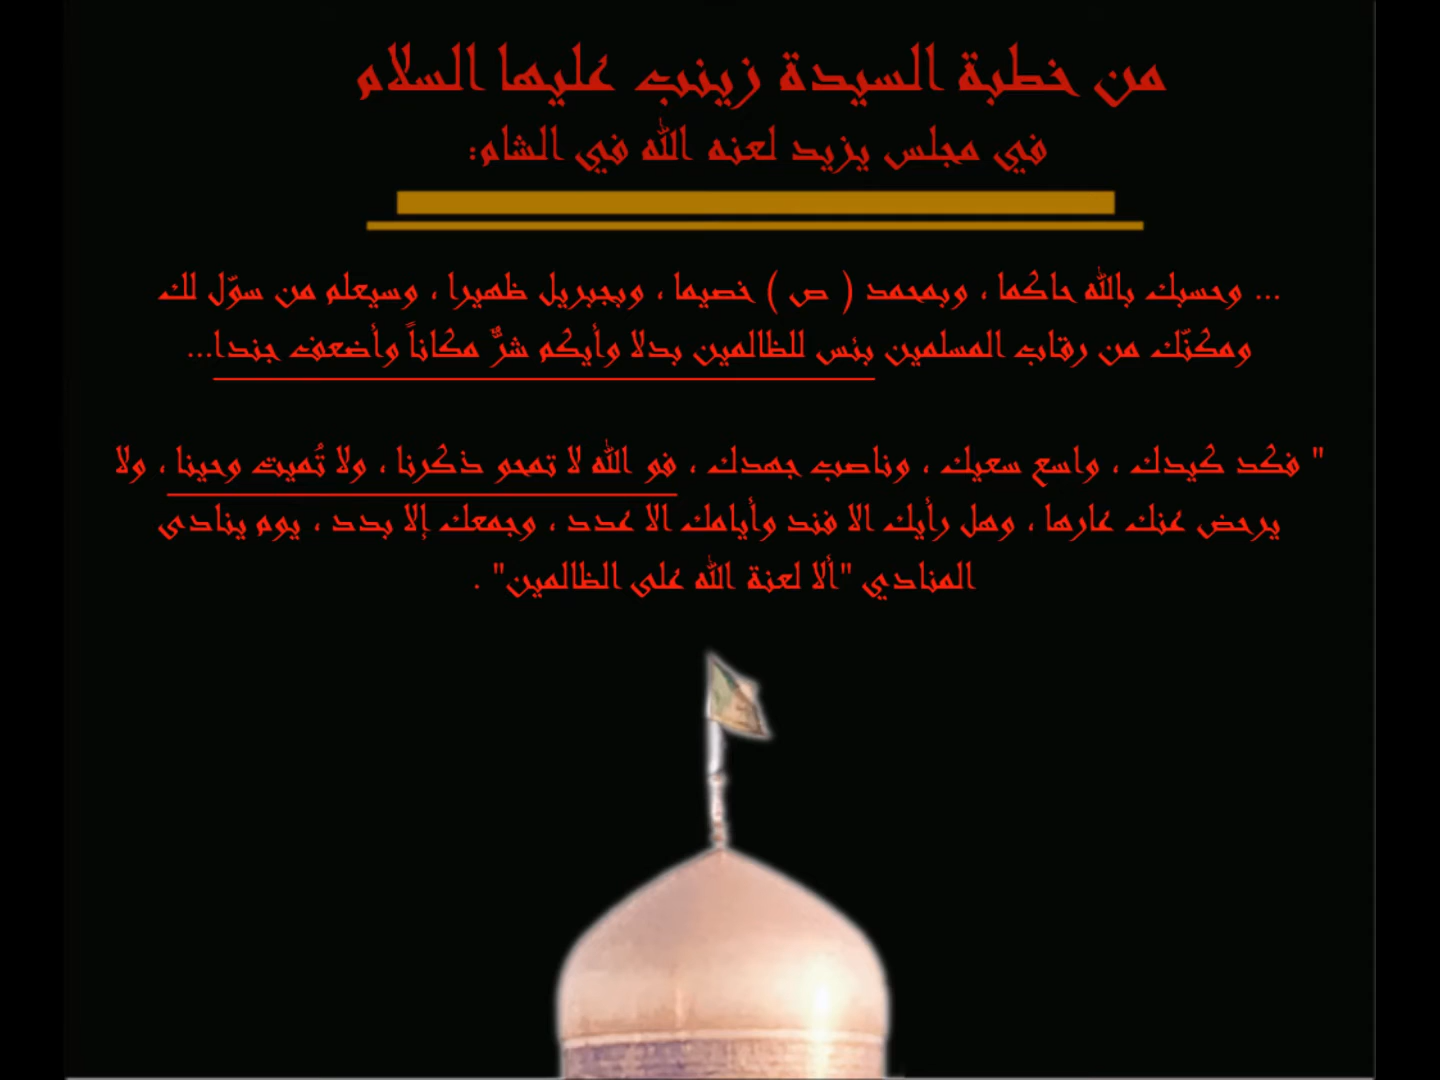 من خطبة السيدة زينب عليها السلام
في مجلس يزيد لعنه الله في الشام:
... وحسبك بالله حاكما ، وبمحمد ( ص ) خصيما ، وبجبريل ظهيرا ، وسيعلم من سوّل لك
ومكنّك من رقاب المسلمين بئس للظالمين بدلا وأيكم شرٌّ مكاناً وأضعف جندا...
" فكد كيدك ، واسع سعيك ، وناصب جهدك ، فو الله لا تمحو ذكرنا ، ولا تُميت وحينا ، ولا
يرحض عنك عارها ، وهل رأيك الا فند وأيامك الا عدد ، وجمعك إلا بدد ، يوم ينادى
المنادي "ألا لعنة الله على الظالمين" .